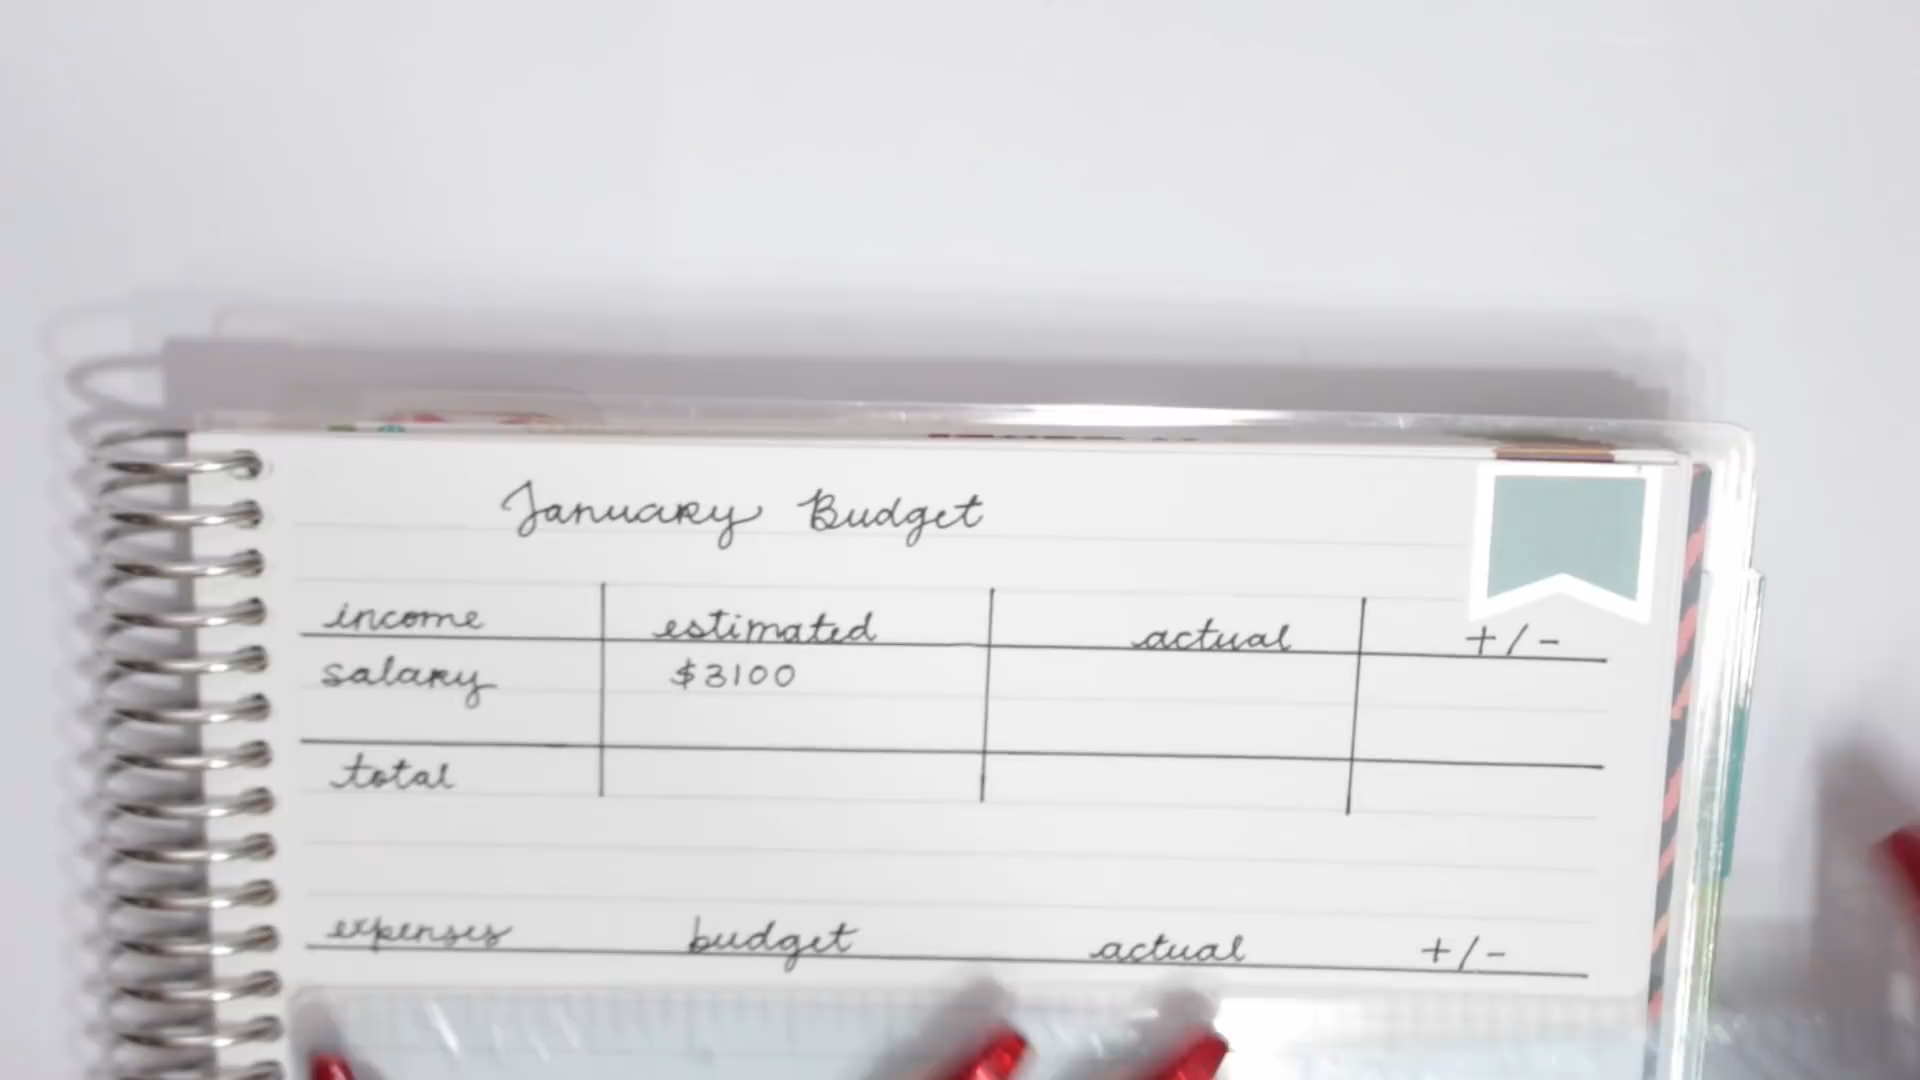 January Budget
income estimated actual +/-
salary $3100
total
expenses budget actual +/-